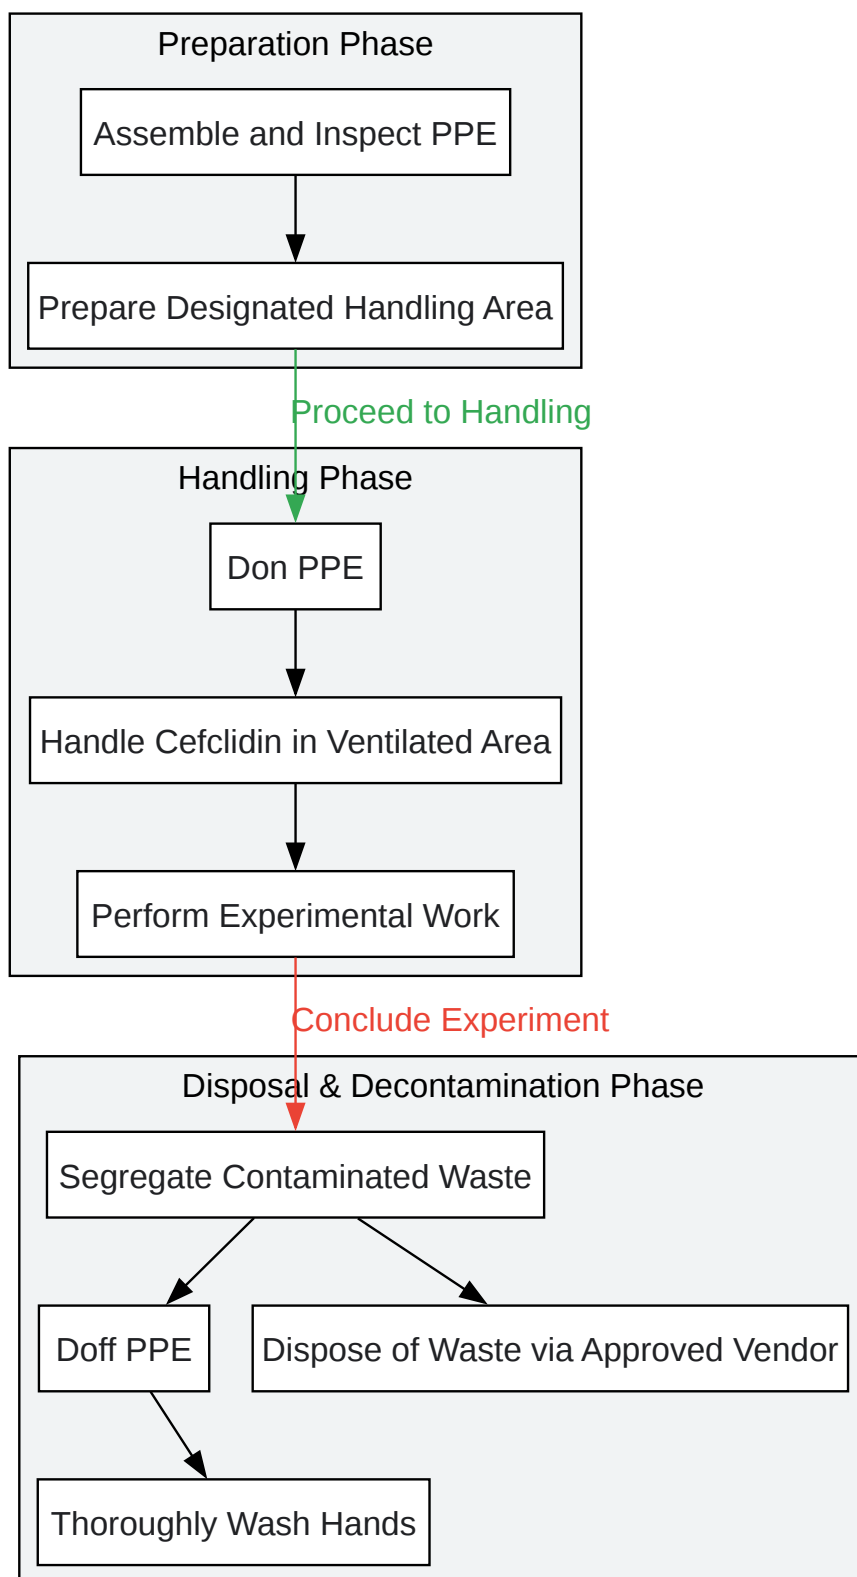 Preparation Phase
Assemble and Inspect PPE
Prepare Designated Handling Area
Proceed to Handling
Handling Phase
Don PPE
Handle Cefclidin in Ventilated Area
Perform Experimental Work
Conclude Experiment
Disposal & Decontamination Phase
Segregate Contaminated Waste
Doff PPE
Dispose of Waste via Approved Vendor
Thoroughly Wash Hands